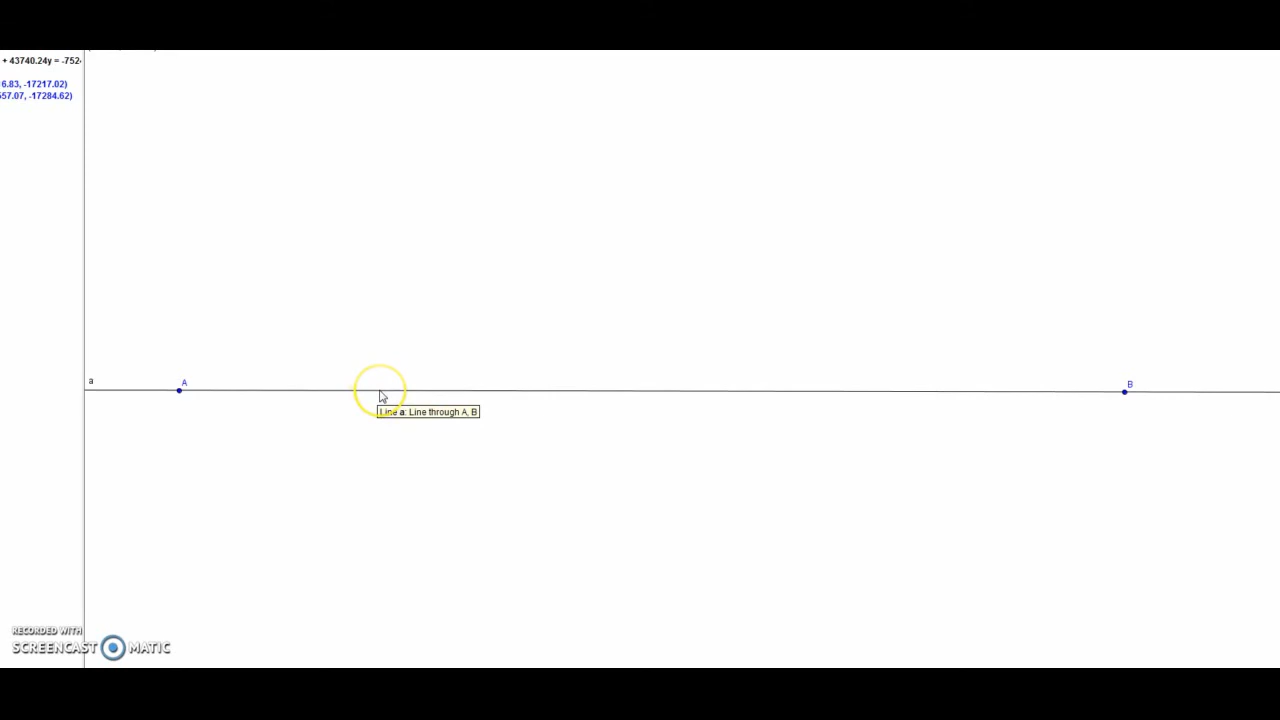 + 43740.24y = -752
6.83, -17217.02)
557.07, -17284.62)
a
A
B
Line a: Line through A, B
RECORDED WITH
SCREENCAST MATIC